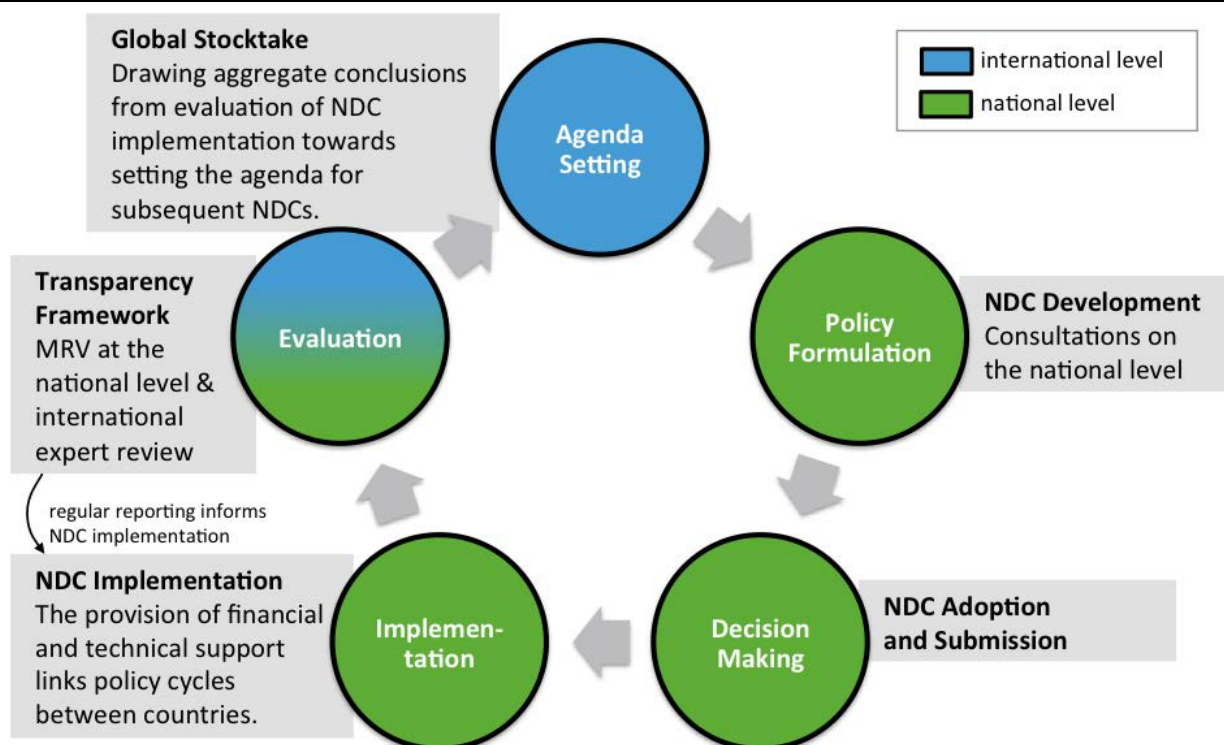 Global Stocktake
Drawing aggregate conclusions
from evaluation of NDC
implementation towards
setting the agenda for
subsequent NDCs.
Agenda
Setting
international level
national level
Transparency
Framework
MRV at the
national level &
international
expert review
Evaluation
Policy
Formulation
NDC Development
Consultations on
the national level
regular reporting informs
NDC implementation
NDC Implementation
The provision of financial
and technical support
links policy cycles
between countries.
Implemen-
tation
Decision
Making
NDC Adoption
and Submission